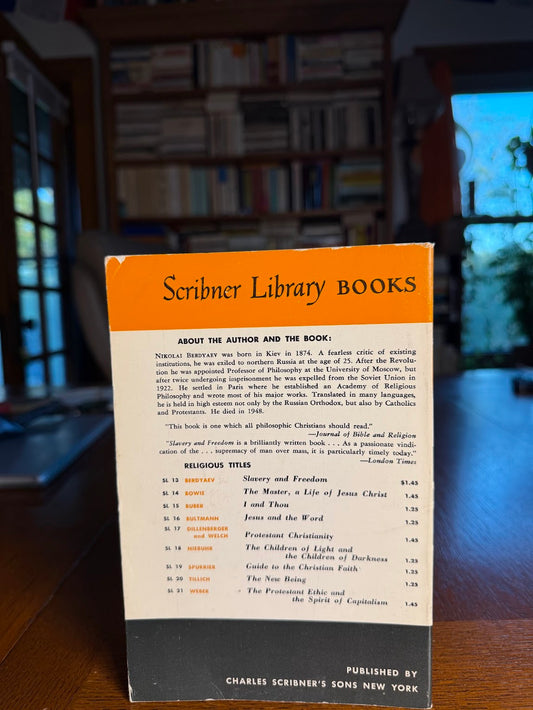 Scribner Library BOOKS
ABOUT THE AUTHOR AND THE BOOK:
NIKOLAI BERDYAEV was born in Kiev in 1874. A fearless critic of existing
institutions, he was exiled to northern Russia at the age of 25. After the Revolu-
tion he was appointed Professor of Philosophy at the University of Moscow, but
after twice undergoing imprisonment he was expelled from the Soviet Union in
1922. He settled in Paris where he established an Academy of Religious
Philosophy and wrote most of his major works. Translated in many languages,
he is held in high esteem not only by the Russian Orthodox, but also by Catholics
and Protestants. He died in 1948.
"This book is one which all philosophic Christians should read."
—Journal of Bible and Religion
"Slavery and Freedom is a brilliantly written book . . . As a passionate vindi-
cation of the . . . supremacy of man over mass, it is particularly timely today."
—London Times
RELIGIOUS TITLES
SL 13 BERDYAEV Slavery and Freedom $1.45
SL 14 BOWIE The Master, a Life of Jesus Christ 1.45
SL 15 BUBER I and Thou 1.25
SL 16 BULTMANN Jesus and the Word 1.25
SL 17 DILLENBERGER
and WELCH Protestant Christianity 1.45
SL 18 NIEBUHR The Children of Light and
the Children of Darkness 1.25
SL 19 SPURRIER Guide to the Christian Faith 1.25
SL 20 TILLICH The New Being 1.25
SL 21 WEBER The Protestant Ethic and
the Spirit of Capitalism 1.45
PUBLISHED BY
CHARLES SCRIBNER'S SONS NEW YORK